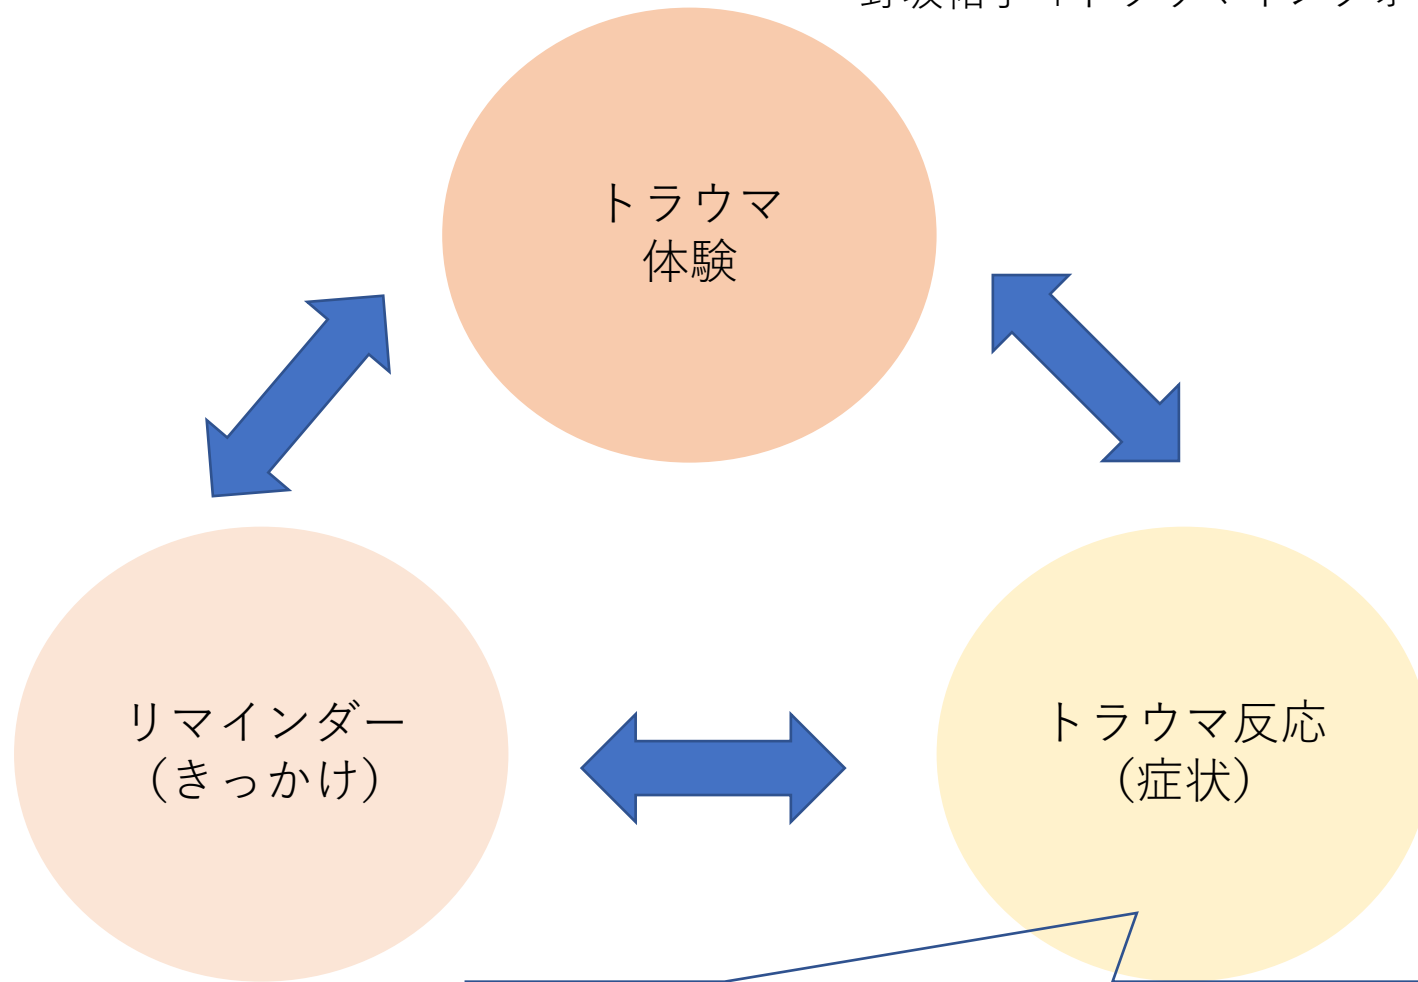 トラウマ
体験
リマインダー
（きっかけ）
トラウマ反応
（症状）